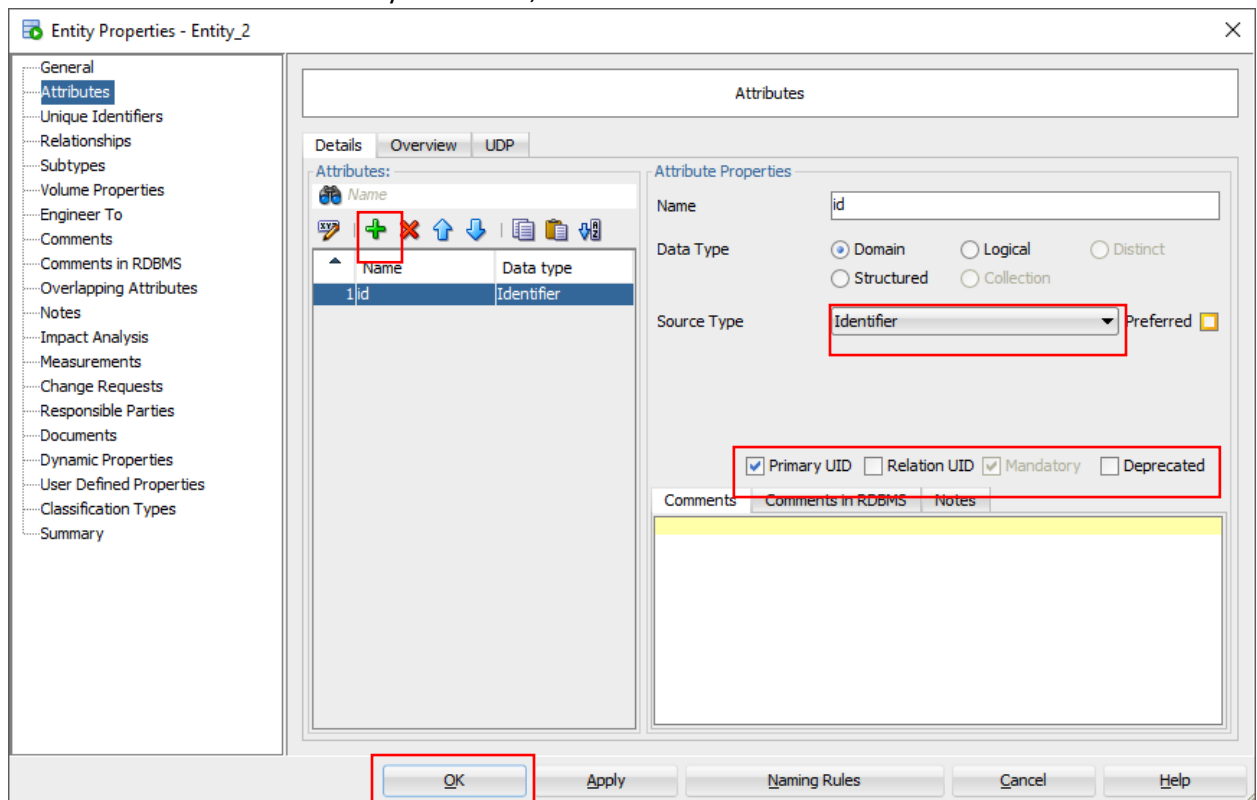 Entity Properties - Entity_2
General
Attributes
Unique Identifiers
Relationships
Subtypes
Volume Properties
Engineer To
Comments
Comments in RDBMS
Overlapping Attributes
Notes
Impact Analysis
Measurements
Change Requests
Responsible Parties
Documents
Dynamic Properties
User Defined Properties
Classification Types
Summary
Attributes
Details Overview UDP
Attributes:
Name
Name Data type
1 id Identifier
Attribute Properties
Name id
Data Type Domain Logical Distinct
Structured Collection
Source Type Identifier Preferred
Primary UID Relation UID Mandatory Deprecated
Comments Comments in RDBMS Notes
OK Apply Naming Rules Cancel Help